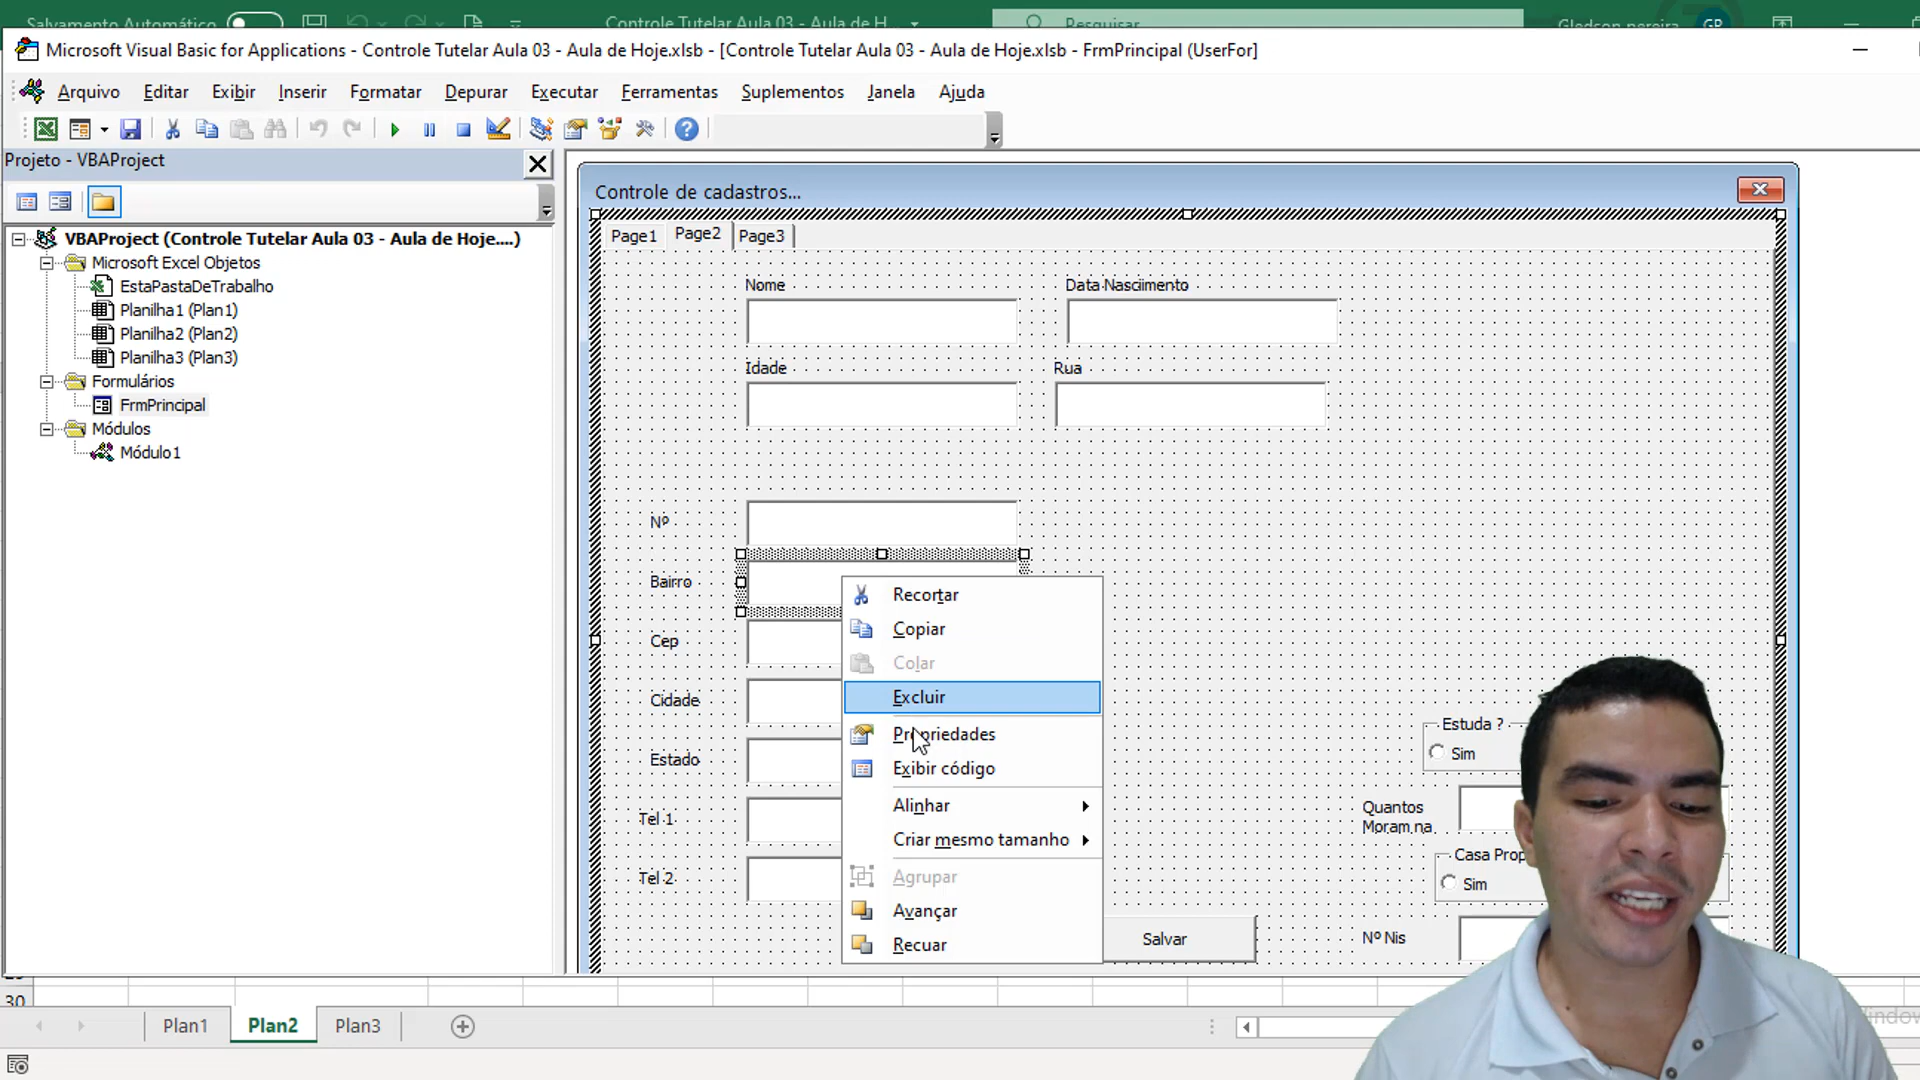 Salvamento Automático
Controle Tutelar Aula 03 - Aula de H...
Pesquisar
Gledson pereira
GP
Microsoft Visual Basic for Applications - Controle Tutelar Aula 03 - Aula de Hoje.xlsb - [Controle Tutelar Aula 03 - Aula de Hoje.xlsb - FrmPrincipal (UserFor]
Arquivo Editar Exibir Inserir Formatar Depurar Executar Ferramentas Suplementos Janela Ajuda
Projeto - VBAProject
VBAProject (Controle Tutelar Aula 03 - Aula de Hoje....)
Microsoft Excel Objetos
EstaPastaDeTrabalho
Planilha1 (Plan1)
Planilha2 (Plan2)
Planilha3 (Plan3)
Formulários
FrmPrincipal
Módulos
Módulo1
Controle de cadastros...
Page1 Page2 Page3
Nome Data Nasciimento
Idade Rua
Nº
Bairro
Cep
Cidade
Estado
Tel 1
Tel 2
Recortar
Copiar
Colar
Excluir
Propriedades
Exibir código
Alinhar
Criar mesmo tamanho
Agrupar
Avançar
Recuar
Salvar
Estuda ?
Sim
Quantos
Moram na
Casa Prop
Sim
Nº Nis
30
Plan1 Plan2 Plan3